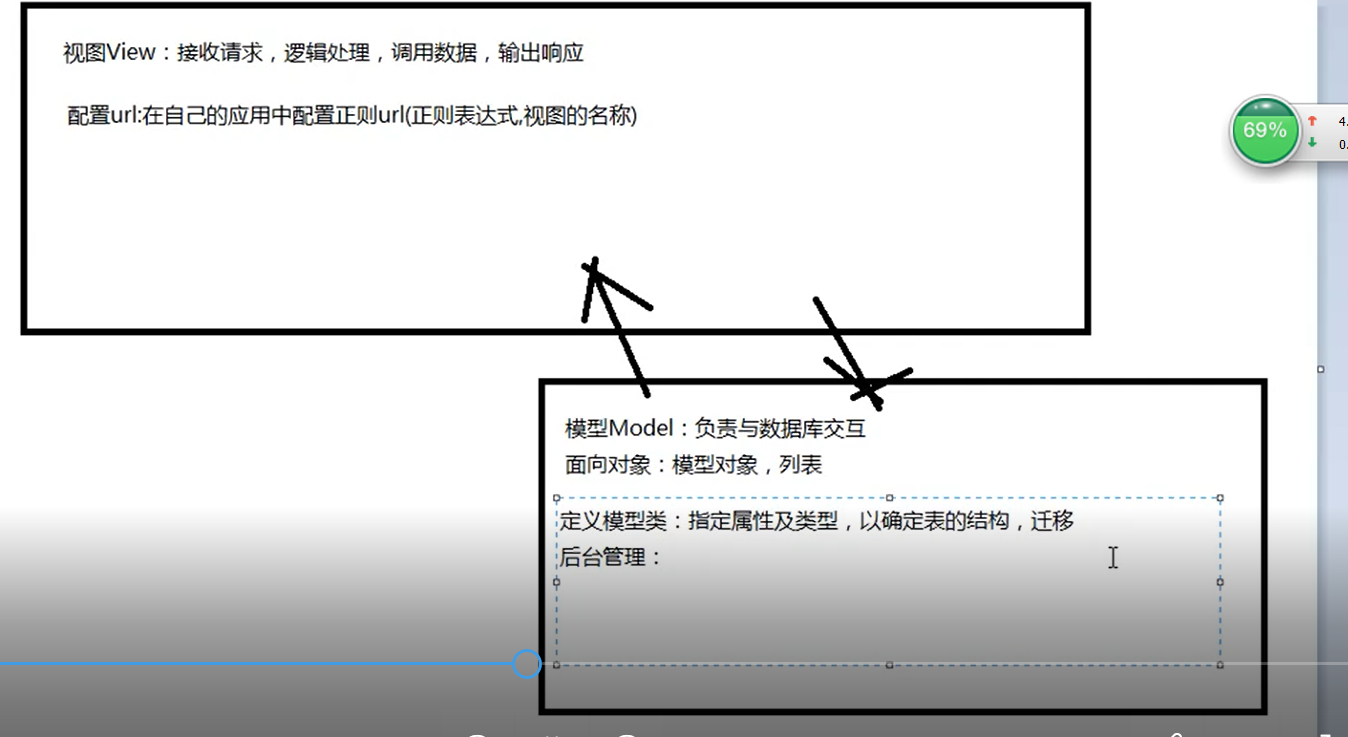 视图View：接收请求，逻辑处理，调用数据，输出响应
配置url:在自己的应用中配置正则url(正则表达式,视图的名称)
69%
4.
0.
模型Model：负责与数据库交互
面向对象：模型对象，列表
定义模型类：指定属性及类型，以确定表的结构，迁移
后台管理：